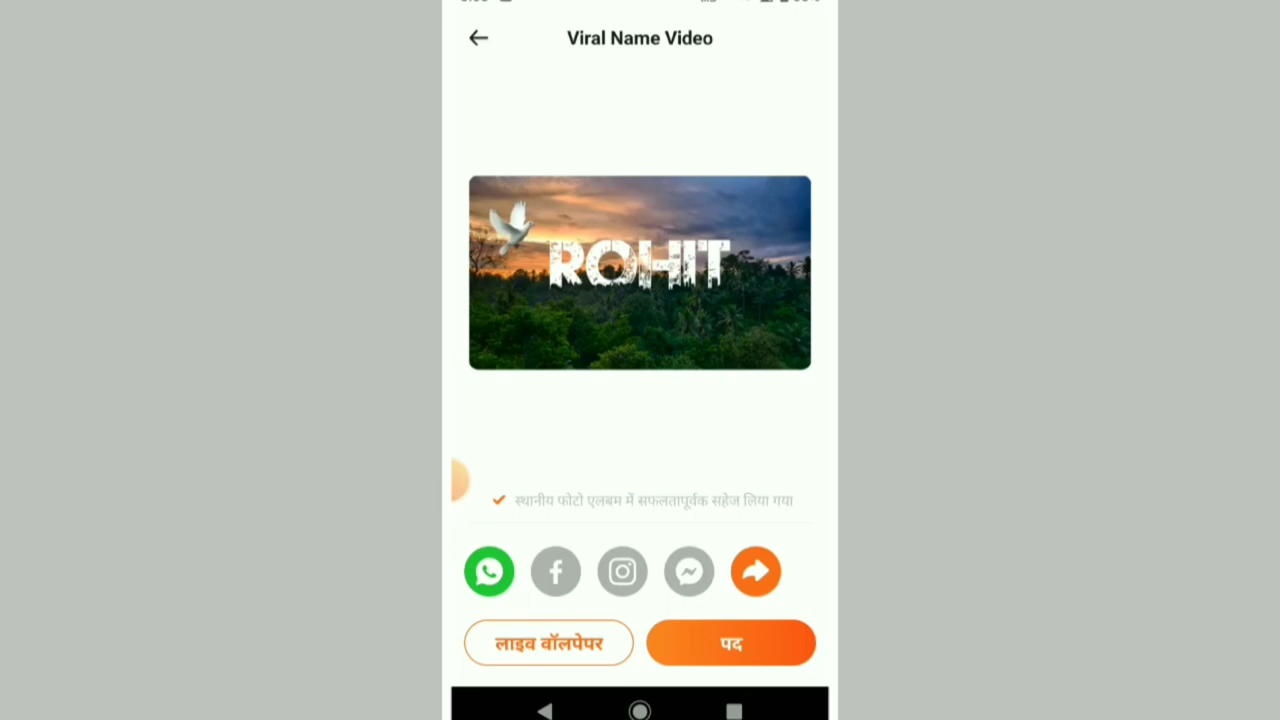 Viral Name Video
ROHIT
स्थानीय फोटो एलबम में सफलतापूर्वक सहेज लिया गया
लाइव वॉलपेपर
पद